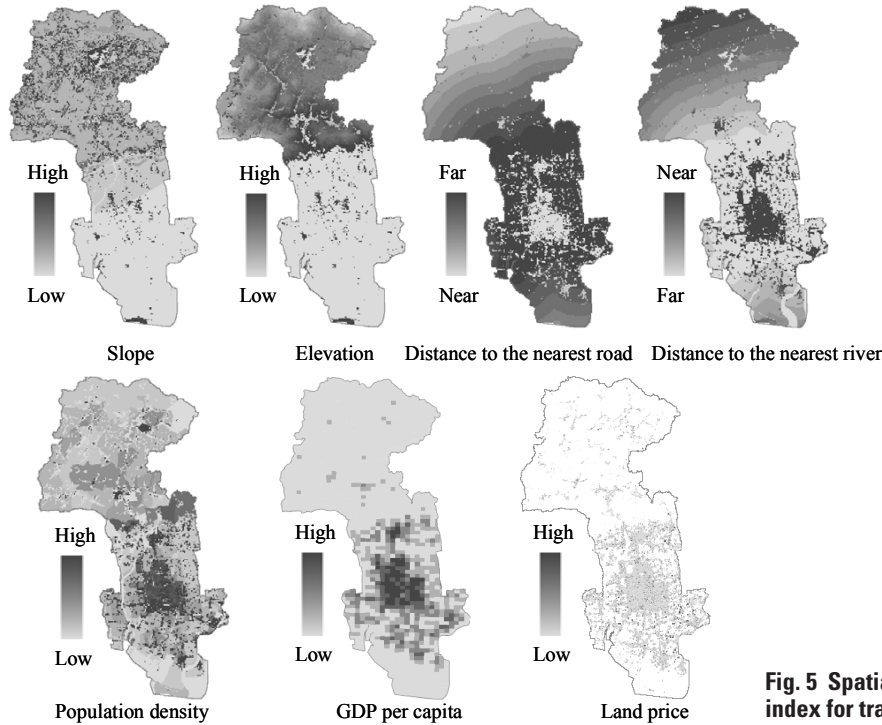 High
Low
High
Low
Far
Near
Near
Far
Slope
Elevation
Distance to the nearest road
Distance to the nearest river
High
Low
High
Low
High
Low
Population density
GDP per capita
Land price
Fig. 5 Spatia
index for tra